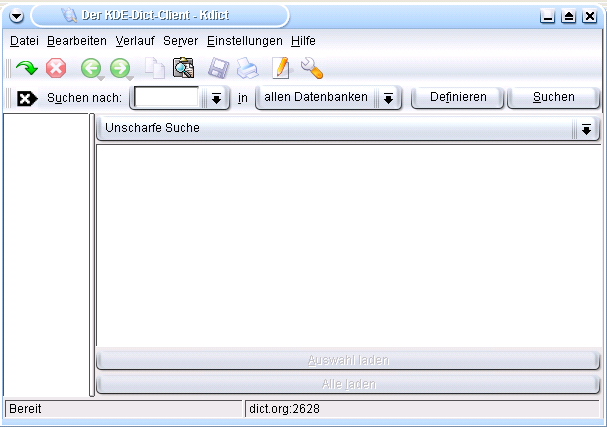 Der KDE-Dict-Client - Kdict
Datei Bearbeiten Verlauf Server Einstellungen Hilfe
Suchen nach: in allen Datenbanken Definieren Suchen
Unscharfe Suche
Auswahl laden
Alle laden
Bereit dict.org:2628